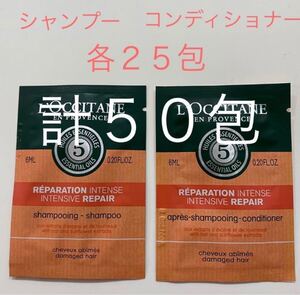 シャンプー　コンディショナー
各２５包
計５０包
L'OCCITANE
EN PROVENCE
HUILES ESSENTIELLES
5
ESSENTIAL OILS
6ML
0.20FL.OZ.
RÉPARATION INTENSE
INTENSIVE REPAIR
shampooing - shampoo
cheveux abîmés
damaged hair
L'OCCITANE
EN PROVENCE
5
ESSENTIAL OILS
6ML
0.20FL.OZ.
RÉPARATION INTENSE
INTENSIVE REPAIR
après-shampooing-conditioner
cheveux abîmés
damaged hair